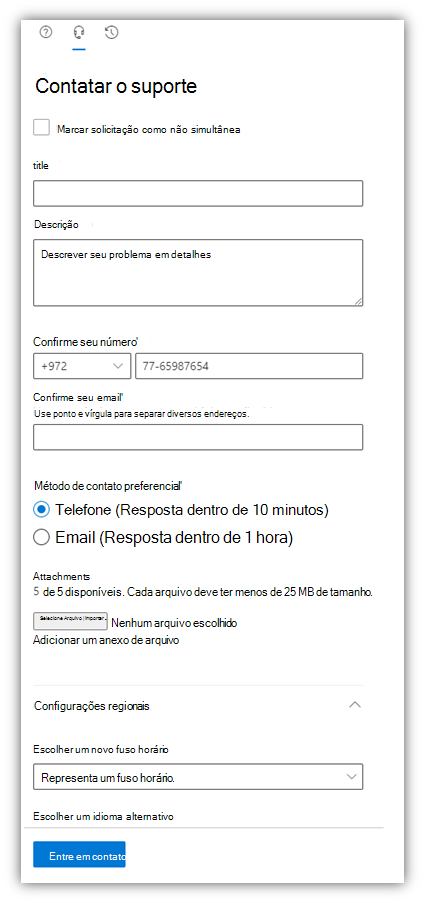 Contatar o suporte
Marcar solicitação como não simultânea
title
Descrição
Descrever seu problema em detalhes
Confirme seu número*
+972 77-65987654
Confirme seu email*
Use ponto e vírgula para separar diversos endereços.
Método de contato preferencial*
Telefone (Resposta dentro de 10 minutos)
Email (Resposta dentro de 1 hora)
Attachments
5 de 5 disponíveis. Cada arquivo deve ter menos de 25 MB de tamanho.
Selecione Arquivo | Importar Nenhum arquivo escolhido
Adicionar um anexo de arquivo
Configurações regionais
Escolher um novo fuso horário
Representa um fuso horário.
Escolher um idioma alternativo
Entre em contato